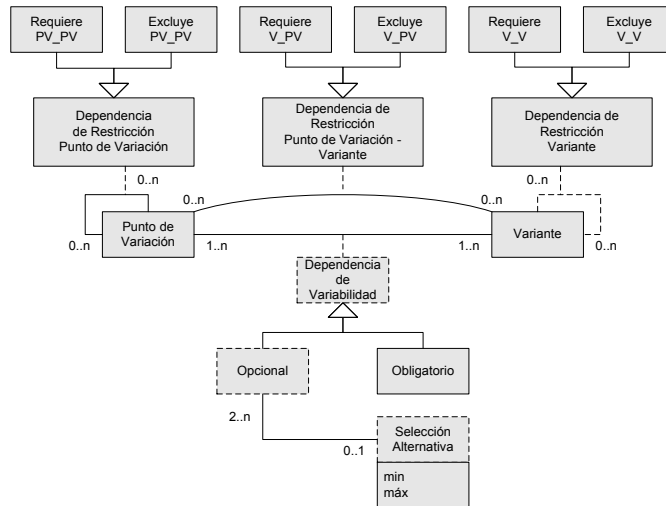 Requiere
PV_PV
Excluye
PV_PV
Requiere
V_PV
Excluye
V_PV
Requiere
V_V
Excluye
V_V
Dependencia
de Restricción
Punto de Variación
Dependencia de
Restricción
Punto de Variación -
Variante
Dependencia de
Restricción
Variante
0..n
0..n
0..n
0..n
Punto de
Variación
Variante
0..n
1..n
1..n
0..n
Dependencia
de
Variabilidad
Opcional
Obligatorio
2..n
0..1
Selección
Alternativa
min
máx